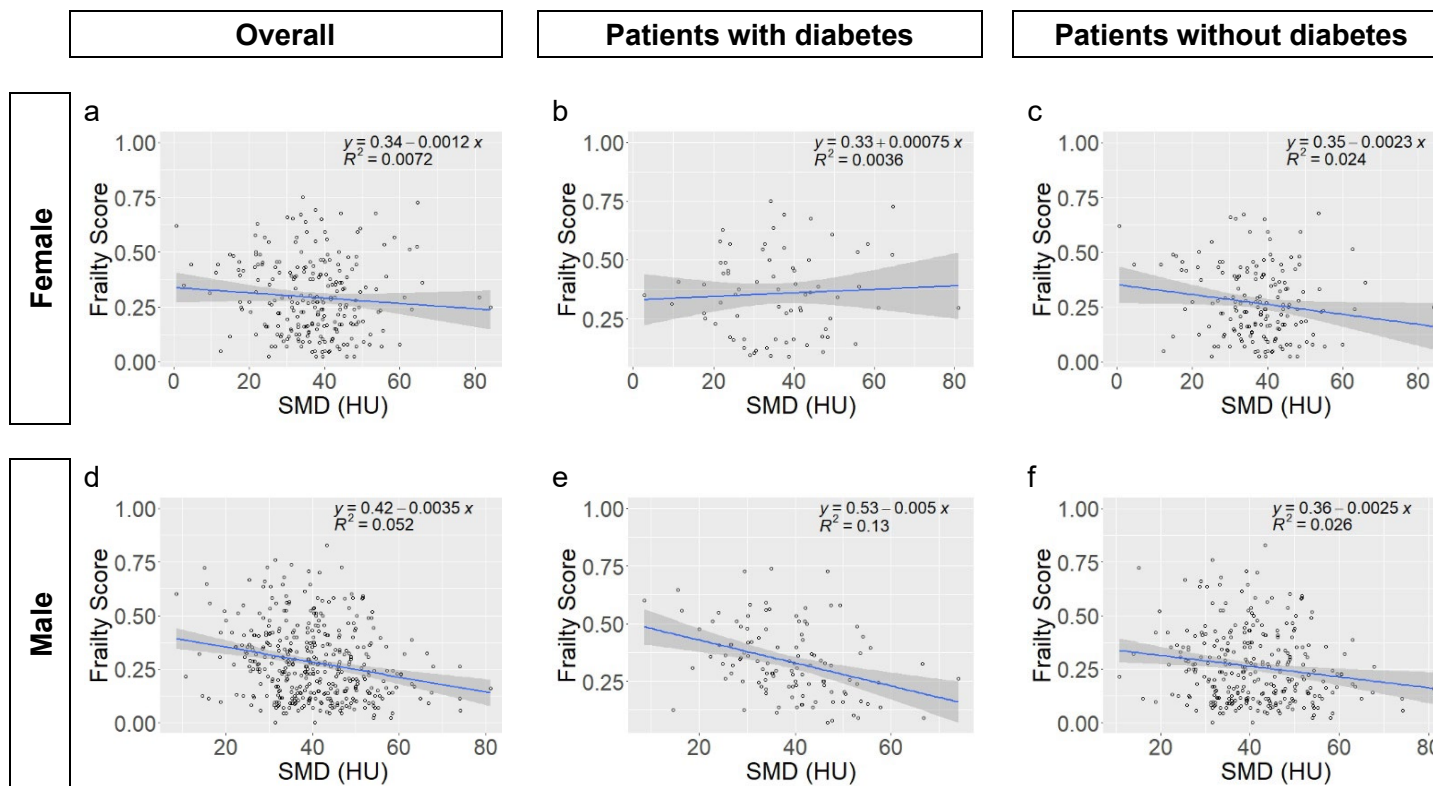 Overall
Patients with diabetes
Patients without diabetes
Female
a
y = 0.34 − 0.0012 x
R² = 0.0072
Frailty Score
1.00
0.75
0.50
0.25
0.00
0 20 40 60 80
SMD (HU)
b
y = 0.33 + 0.00075 x
R² = 0.0036
Frailty Score
1.00
0.75
0.50
0.25
0 20 40 60 80
SMD (HU)
c
y = 0.35 − 0.0023 x
R² = 0.024
Frailty Score
1.00
0.75
0.50
0.25
0.00
0 20 40 60 80
SMD (HU)
Male
d
y = 0.42 − 0.0035 x
R² = 0.052
Frailty Score
1.00
0.75
0.50
0.25
0.00
20 40 60 80
SMD (HU)
e
y = 0.53 − 0.005 x
R² = 0.13
Frailty Score
1.00
0.75
0.50
0.25
20 40 60
SMD (HU)
f
y = 0.36 − 0.0025 x
R² = 0.026
Frailty Score
1.00
0.75
0.50
0.25
0.00
20 40 60 80
SMD (HU)